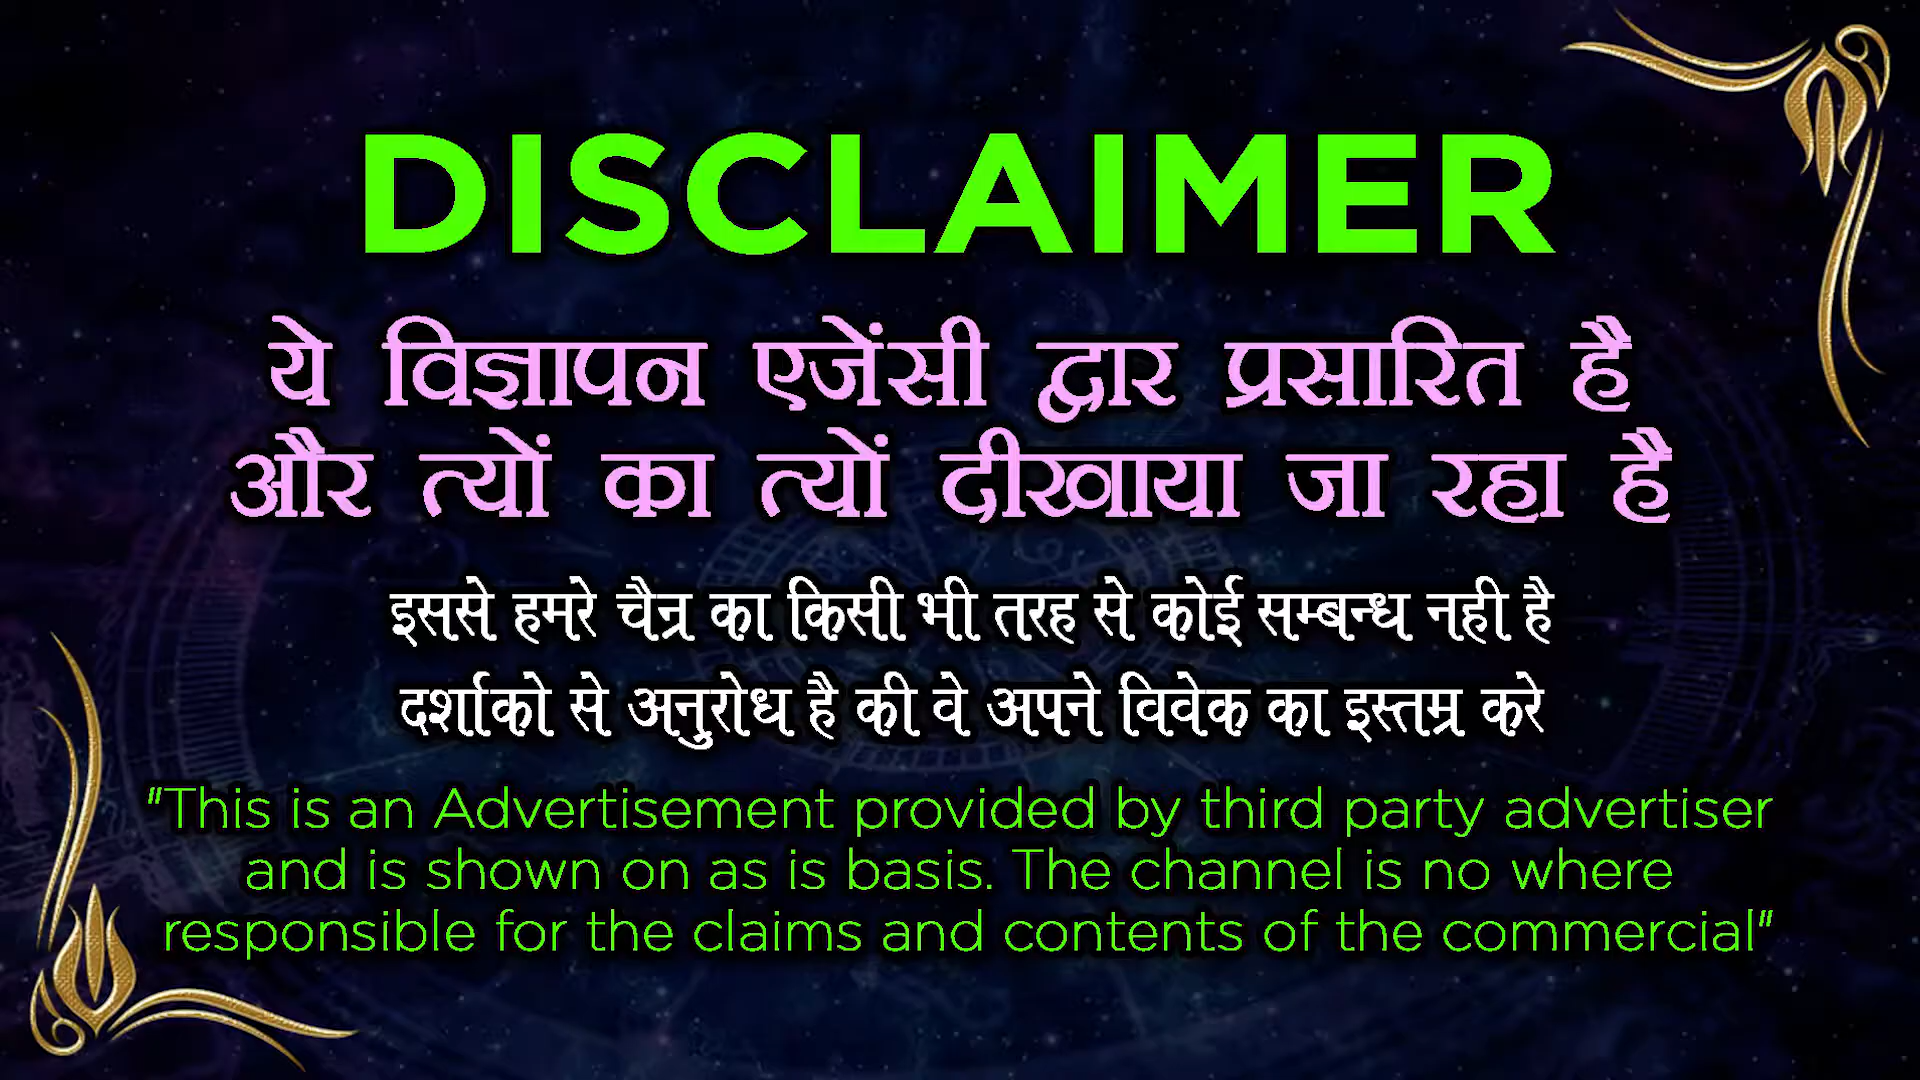 DISCLAIMER
ये विज्ञापन एजेंसी द्वार प्रसारित है
और त्यों का त्यों दीखाया जा रहा है
इससे हमरे चैन्र का किसी भी तरह से कोई सम्बन्ध नही है
दर्शाको से अनुरोध है की वे अपने विवेक का इस्तम्र करे
"This is an Advertisement provided by third party advertiser
and is shown on as is basis. The channel is no where
responsible for the claims and contents of the commercial"